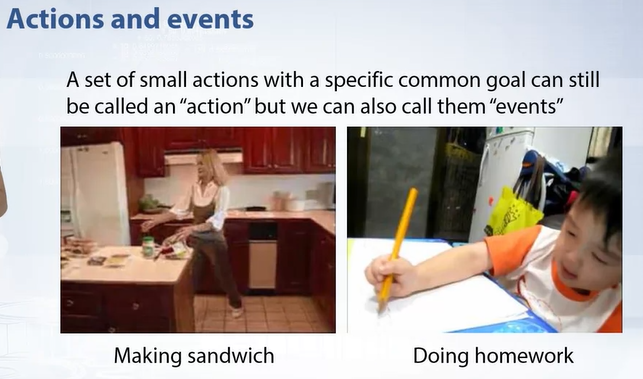 Actions and events
A set of small actions with a specific common goal can still
be called an “action” but we can also call them “events”
Making sandwich
Doing homework